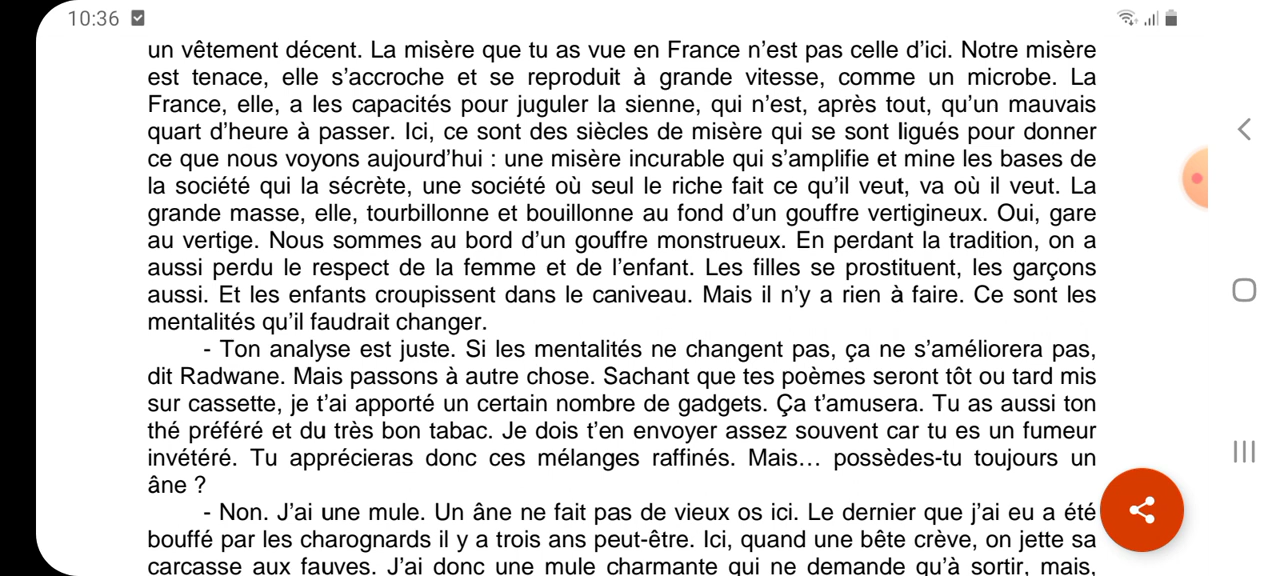 10:36
un vêtement décent. La misère que tu as vue en France n’est pas celle d’ici. Notre misère
est tenace, elle s’accroche et se reproduit à grande vitesse, comme un microbe. La
France, elle, a les capacités pour juguler la sienne, qui n’est, après tout, qu’un mauvais
quart d’heure à passer. Ici, ce sont des siècles de misère qui se sont ligués pour donner
ce que nous voyons aujourd’hui : une misère incurable qui s’amplifie et mine les bases de
la société qui la sécrète, une société où seul le riche fait ce qu’il veut, va où il veut. La
grande masse, elle, tourbillonne et bouillonne au fond d’un gouffre vertigineux. Oui, gare
au vertige. Nous sommes au bord d’un gouffre monstrueux. En perdant la tradition, on a
aussi perdu le respect de la femme et de l’enfant. Les filles se prostituent, les garçons
aussi. Et les enfants croupissent dans le caniveau. Mais il n’y a rien à faire. Ce sont les
mentalités qu’il faudrait changer.
- Ton analyse est juste. Si les mentalités ne changent pas, ça ne s’améliorera pas,
dit Radwane. Mais passons à autre chose. Sachant que tes poèmes seront tôt ou tard mis
sur cassette, je t’ai apporté un certain nombre de gadgets. Ça t’amusera. Tu as aussi ton
thé préféré et du très bon tabac. Je dois t’en envoyer assez souvent car tu es un fumeur
invétéré. Tu apprécieras donc ces mélanges raffinés. Mais… possèdes-tu toujours un
âne ?
- Non. J’ai une mule. Un âne ne fait pas de vieux os ici. Le dernier que j’ai eu a été
bouffé par les charognards il y a trois ans peut-être. Ici, quand une bête crève, on jette sa
carcasse aux fauves. J’ai donc une mule charmante qui ne demande qu’à sortir, mais,